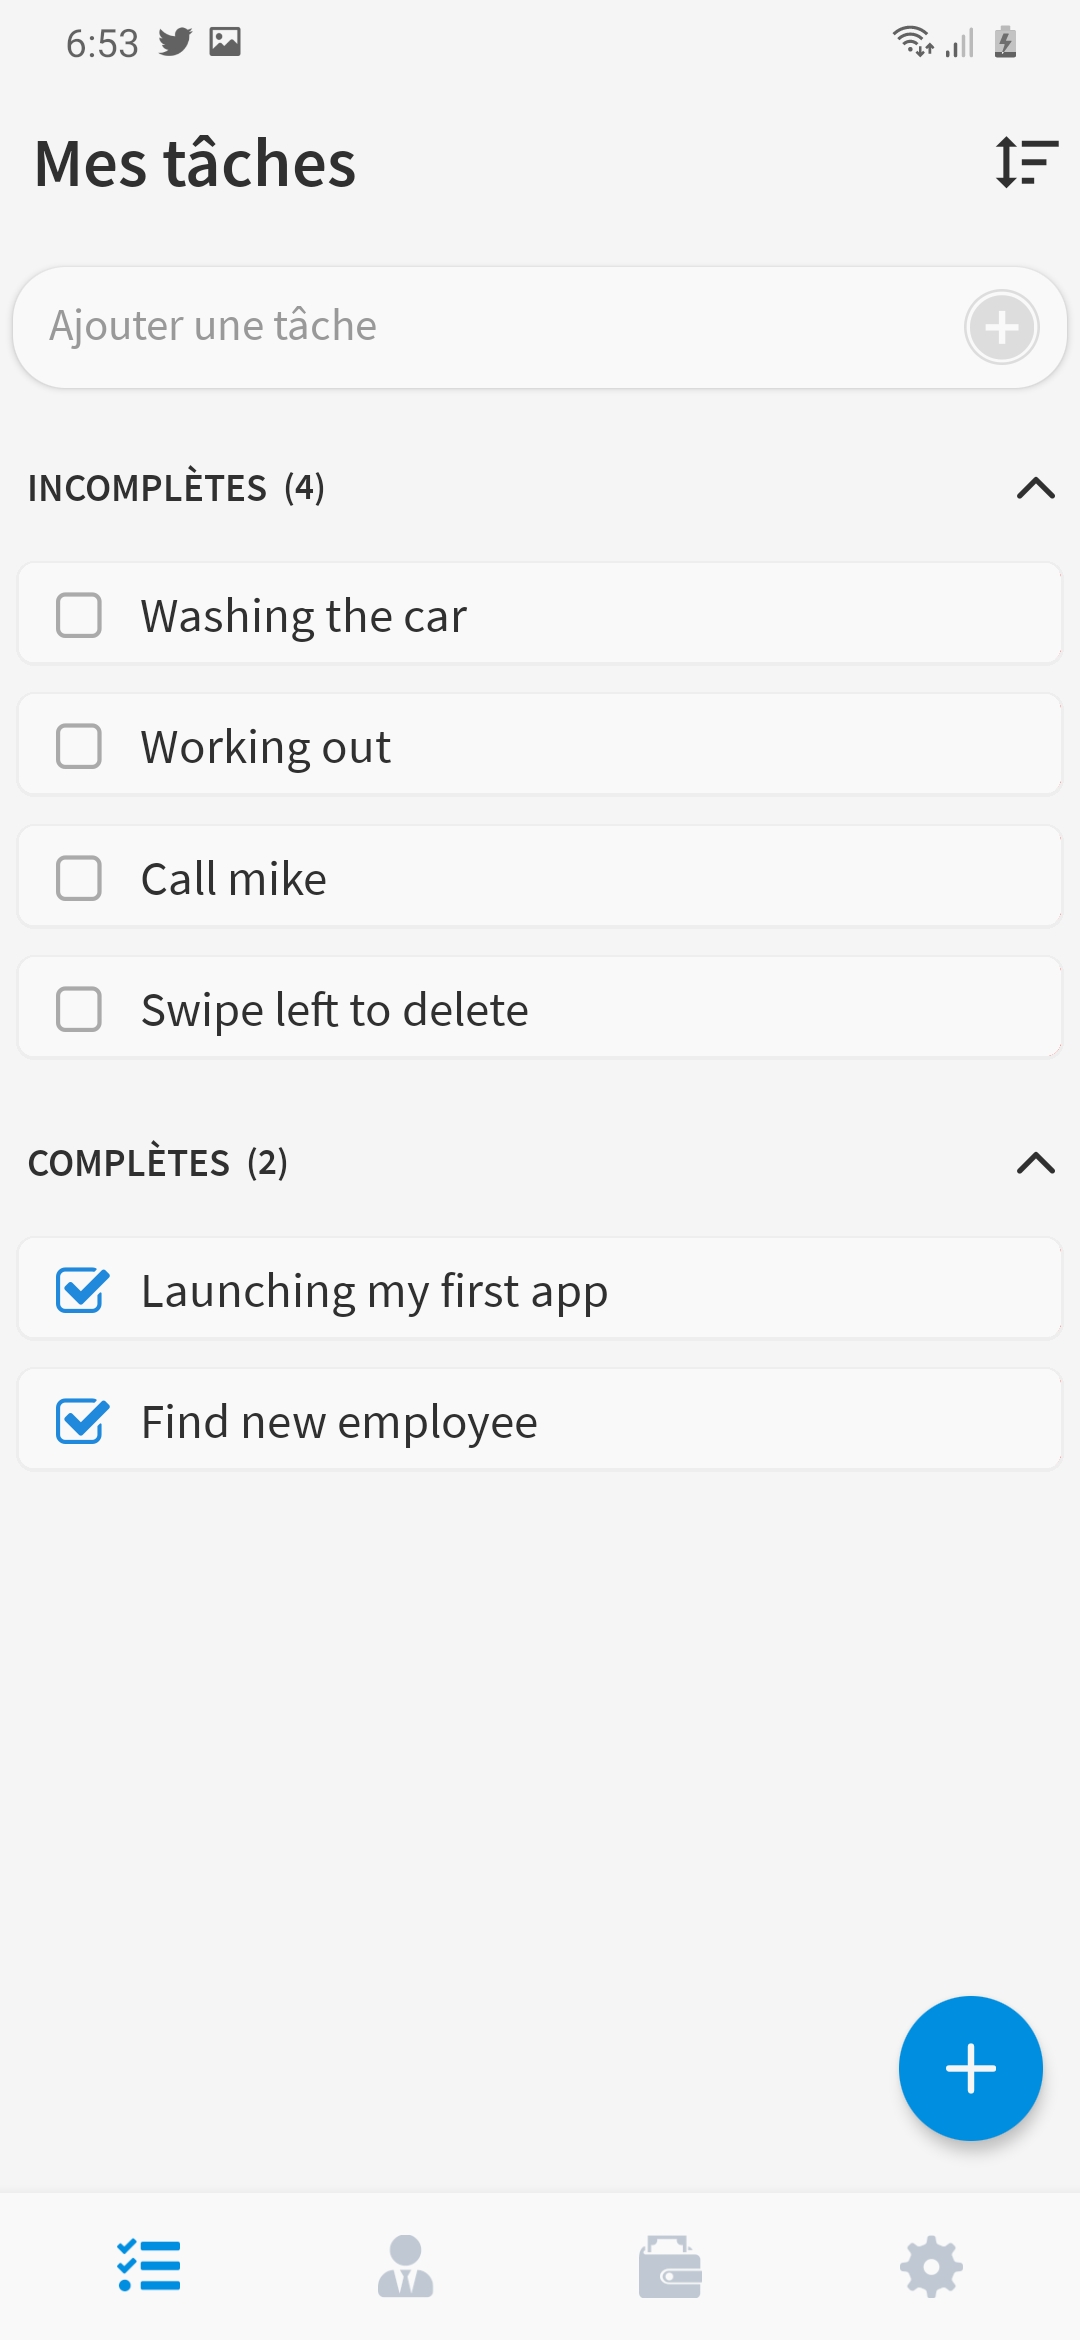 6:53
Mes tâches
Ajouter une tâche
INCOMPLÈTES (4)
Washing the car
Working out
Call mike
Swipe left to delete
COMPLÈTES (2)
Launching my first app
Find new employee